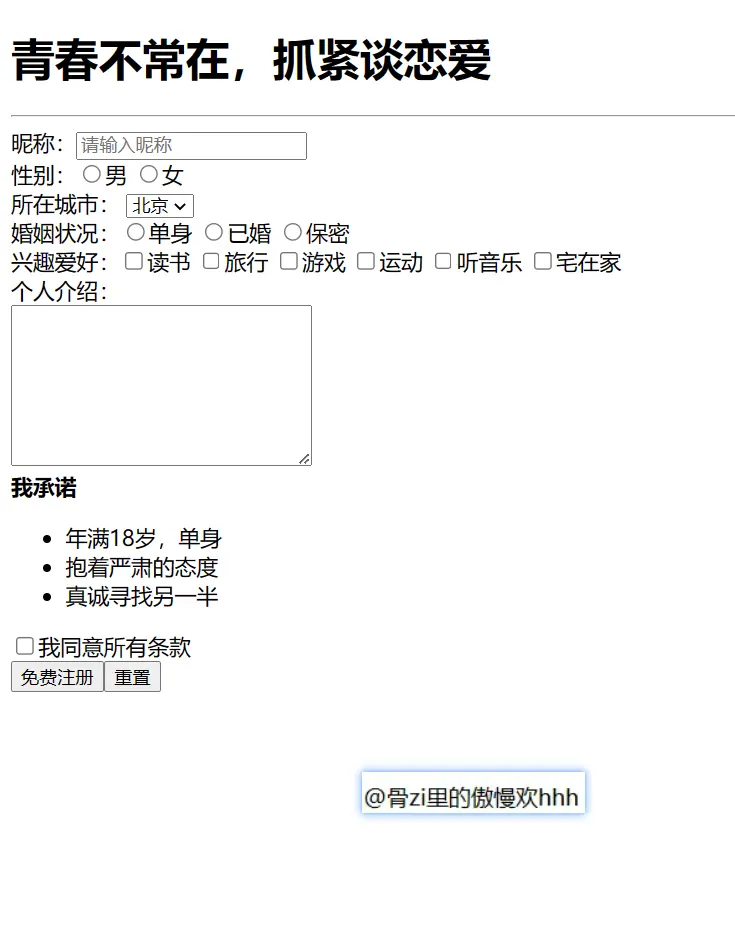 青春不常在，抓紧谈恋爱
昵称：请输入昵称
性别：男 女
所在城市：北京
婚姻状况：单身 已婚 保密
兴趣爱好：读书 旅行 游戏 运动 听音乐 宅在家
个人介绍：
我承诺
年满18岁，单身
抱着严肃的态度
真诚寻找另一半
我同意所有条款
免费注册 重置
@骨zi里的傲慢欢hhh